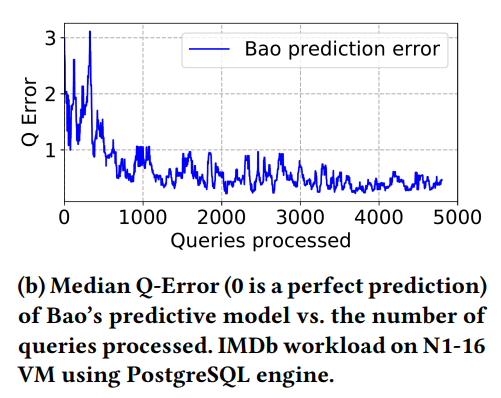 3
2
1
Q Error
Bao prediction error
0 1000 2000 3000 4000 5000
Queries processed
(b) Median Q-Error (0 is a perfect prediction)
of Bao's predictive model vs. the number of
queries processed. IMDb workload on N1-16
VM using PostgreSQL engine.